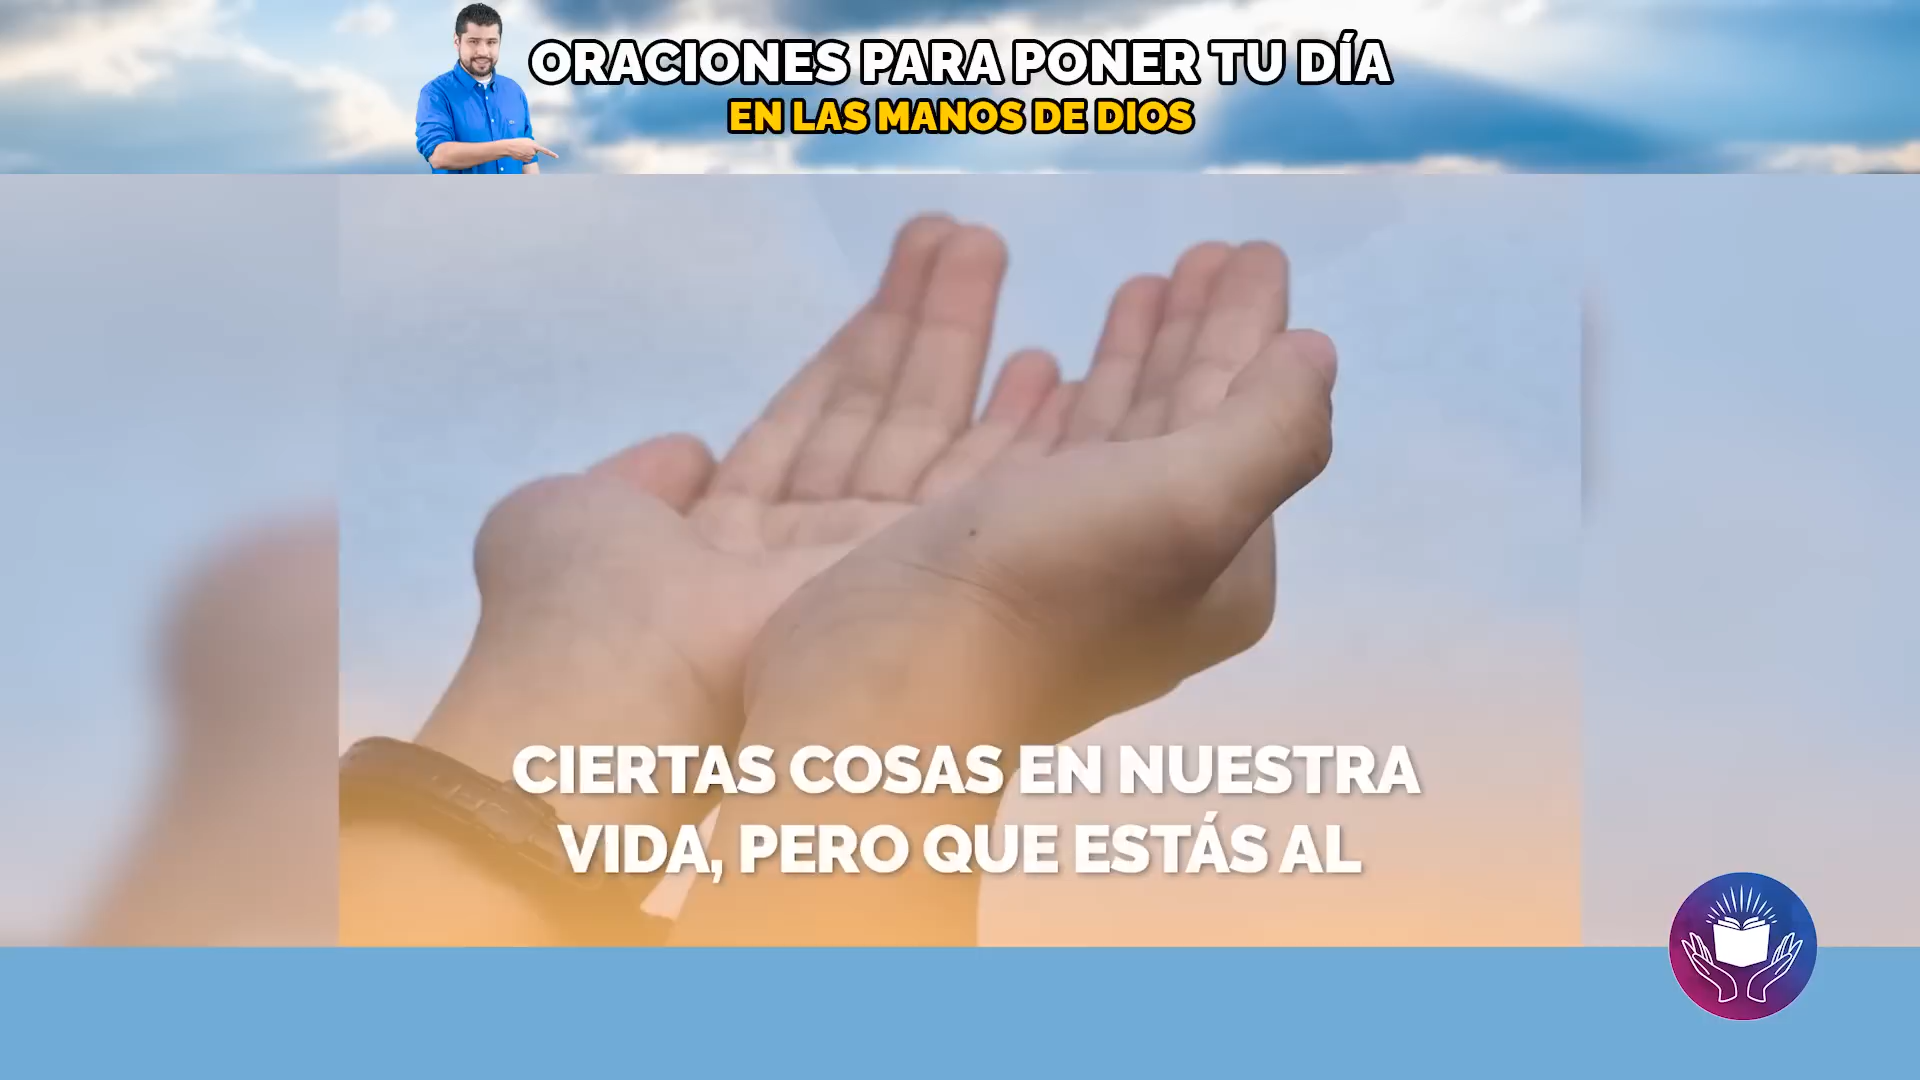 ORACIONES PARA PONER TU DÍA
EN LAS MANOS DE DIOS
CIERTAS COSAS EN NUESTRA
VIDA, PERO QUE ESTÁS AL